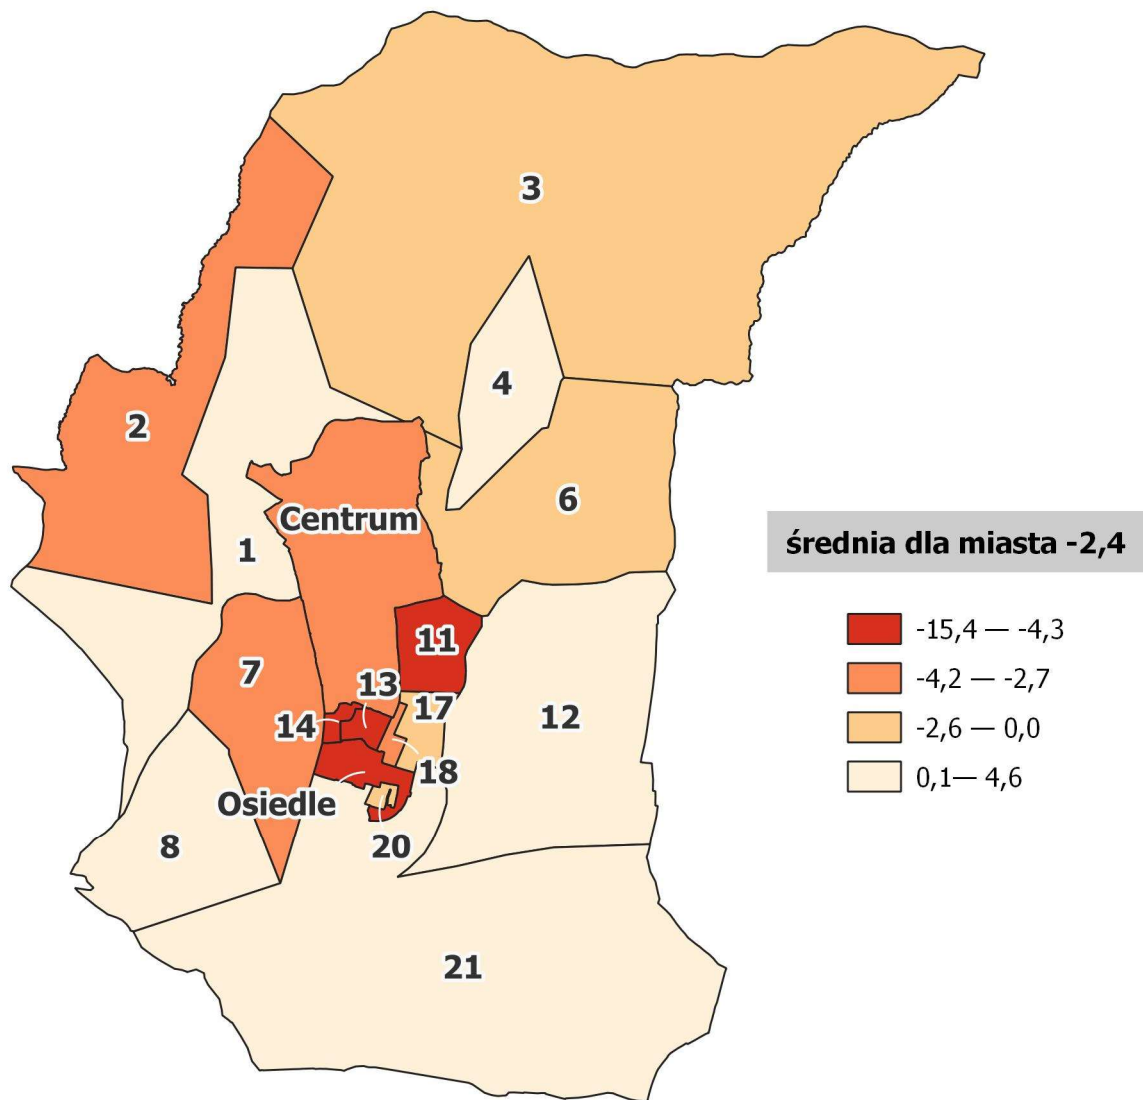 3
4
2
6
Centrum
średnia dla miasta -2,4
1
-15,4 — -4,3
11
7
-4,2 — -2,7
13
17
12
14
-2,6 — 0,0
18
0,1— 4,6
Osiedle
8
20
21